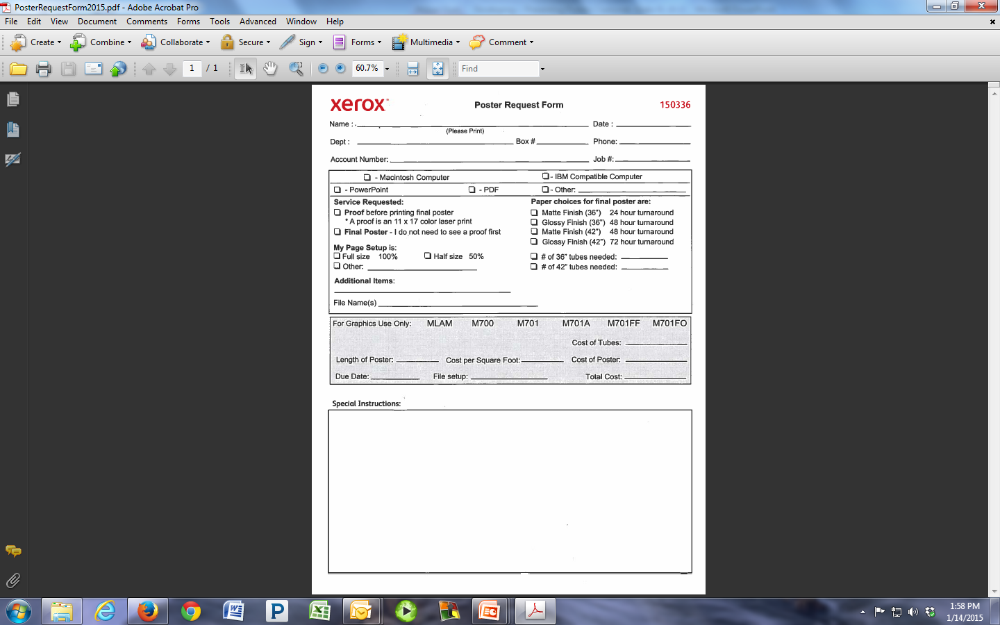 PosterRequestForm2015.pdf - Adobe Acrobat Pro
File Edit View Document Comments Forms Tools Advanced Window Help
Create Combine Collaborate Secure Sign Forms Multimedia Comment
1 / 1 60.7% Find
xerox Poster Request Form 150336
Name : Date :
(Please Print)
Dept : Box # Phone:
Account Number: Job #:
- Macintosh Computer - IBM Compatible Computer
- PowerPoint - PDF - Other:
Service Requested: Paper choices for final poster are:
Proof before printing final poster Matte Finish (36") 24 hour turnaround
* A proof is an 11 x 17 color laser print Glossy Finish (36") 48 hour turnaround
Final Poster - I do not need to see a proof first Matte Finish (42") 48 hour turnaround
Glossy Finish (42") 72 hour turnaround
My Page Setup is:
Full size 100% Half size 50% # of 36" tubes needed:
Other: # of 42" tubes needed:
Additional Items:
File Name(s)
For Graphics Use Only: MLAM M700 M701 M701A M701FF M701FO
Cost of Tubes:
Length of Poster: Cost per Square Foot: Cost of Poster:
Due Date: File setup: Total Cost:
Special Instructions:
1:58 PM
1/14/2015